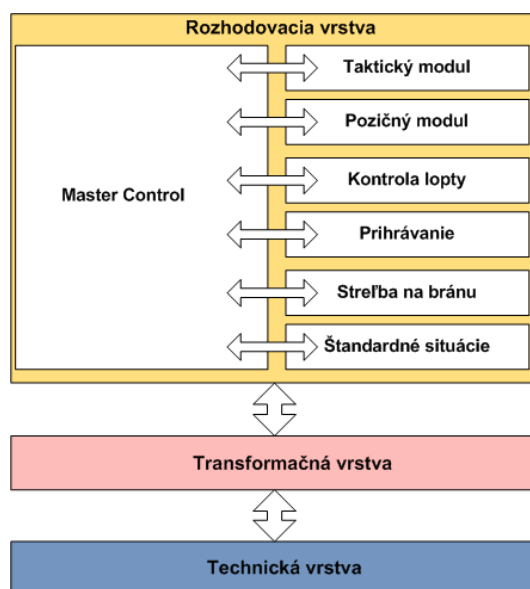 Rozhodovacia vrstva
Master Control
Taktický modul
Pozičný modul
Kontrola lopty
Prihrávanie
Streľba na bránu
Štandardné situácie
Transformačná vrstva
Technická vrstva